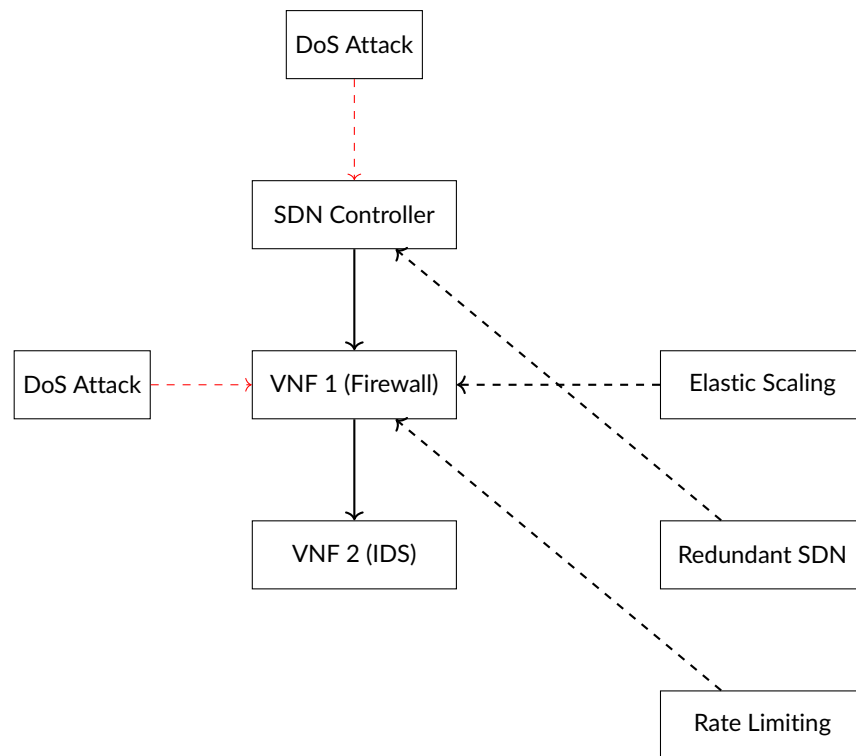 DoS Attack
SDN Controller
DoS Attack
VNF 1 (Firewall)
Elastic Scaling
VNF 2 (IDS)
Redundant SDN
Rate Limiting